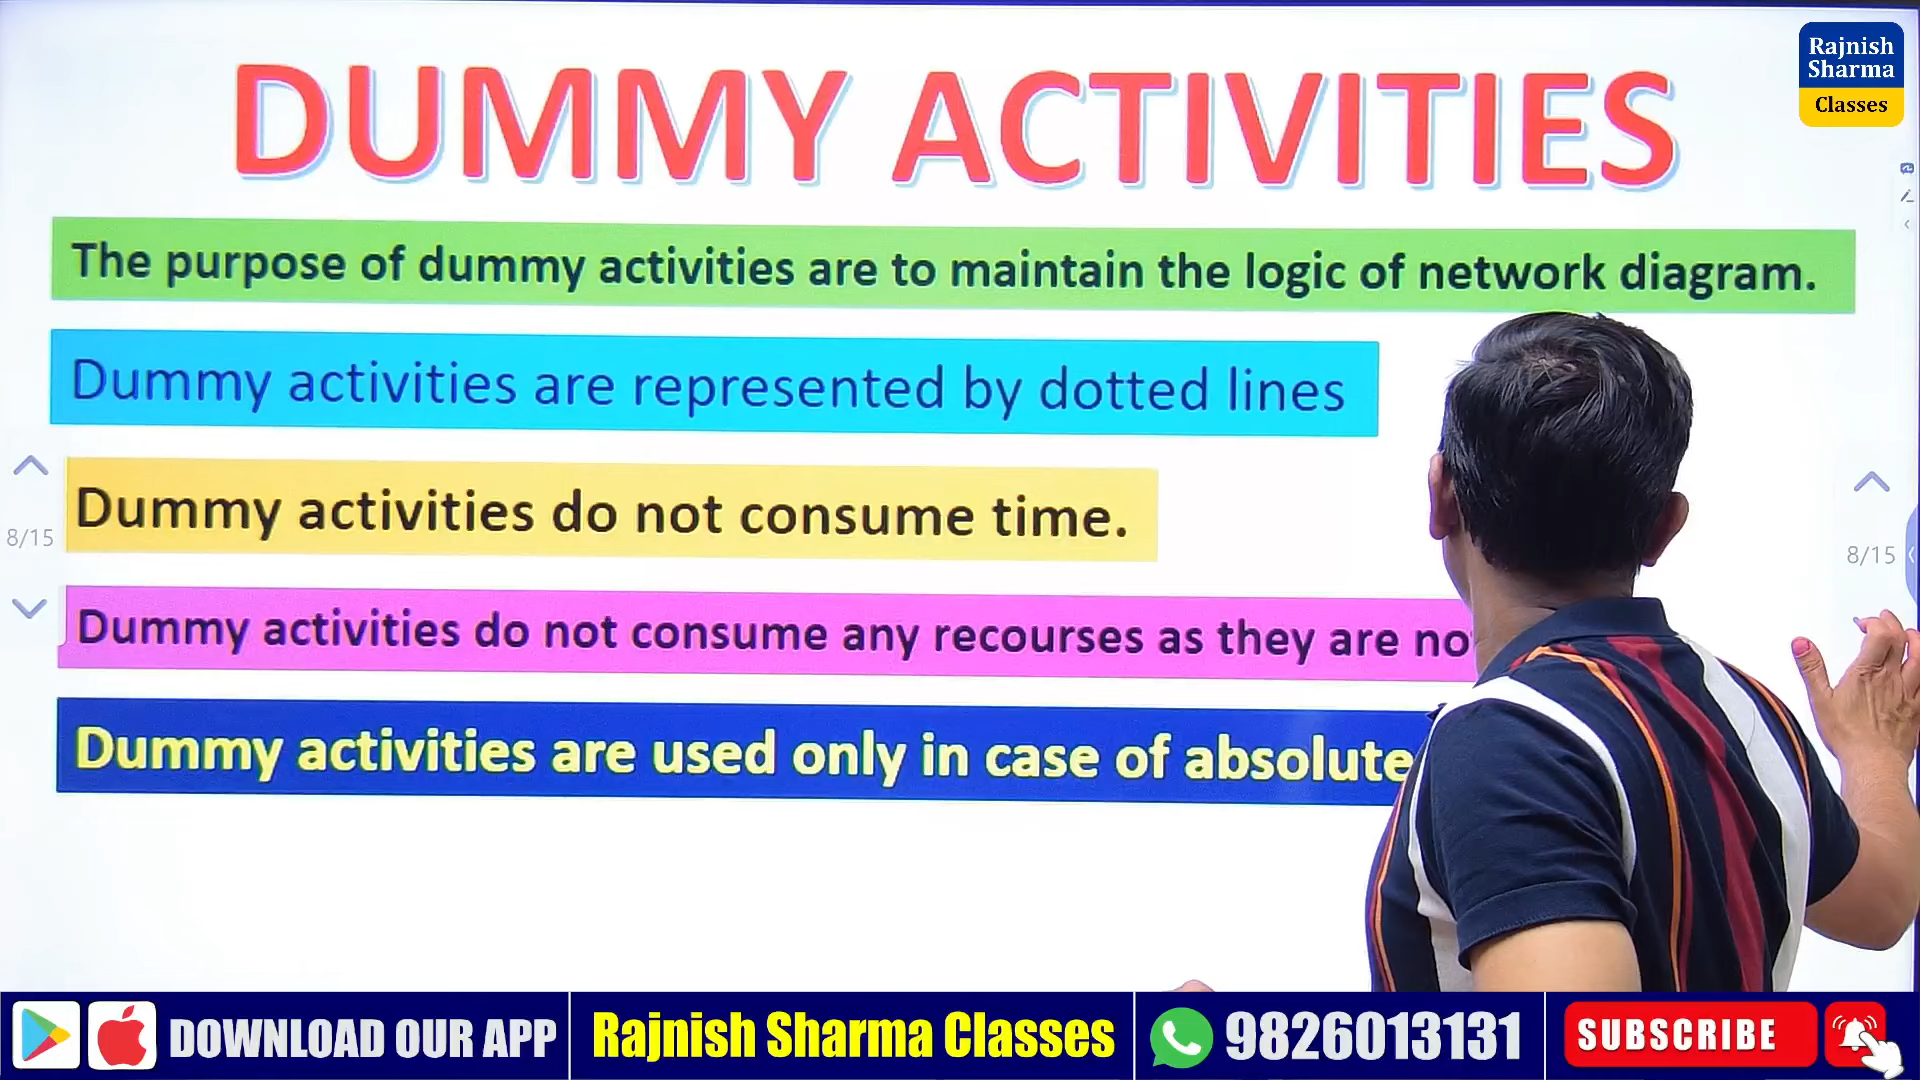 DUMMY ACTIVITIES
Rajnish
Sharma
Classes
The purpose of dummy activities are to maintain the logic of network diagram.
Dummy activities are represented by dotted lines
Dummy activities do not consume time.
8/15
8/15
Dummy activities do not consume any recourses as they are
Dummy activities are used only in case of absolute
DOWNLOAD OUR APP
Rajnish Sharma Classes
9826013131
SUBSCRIBE